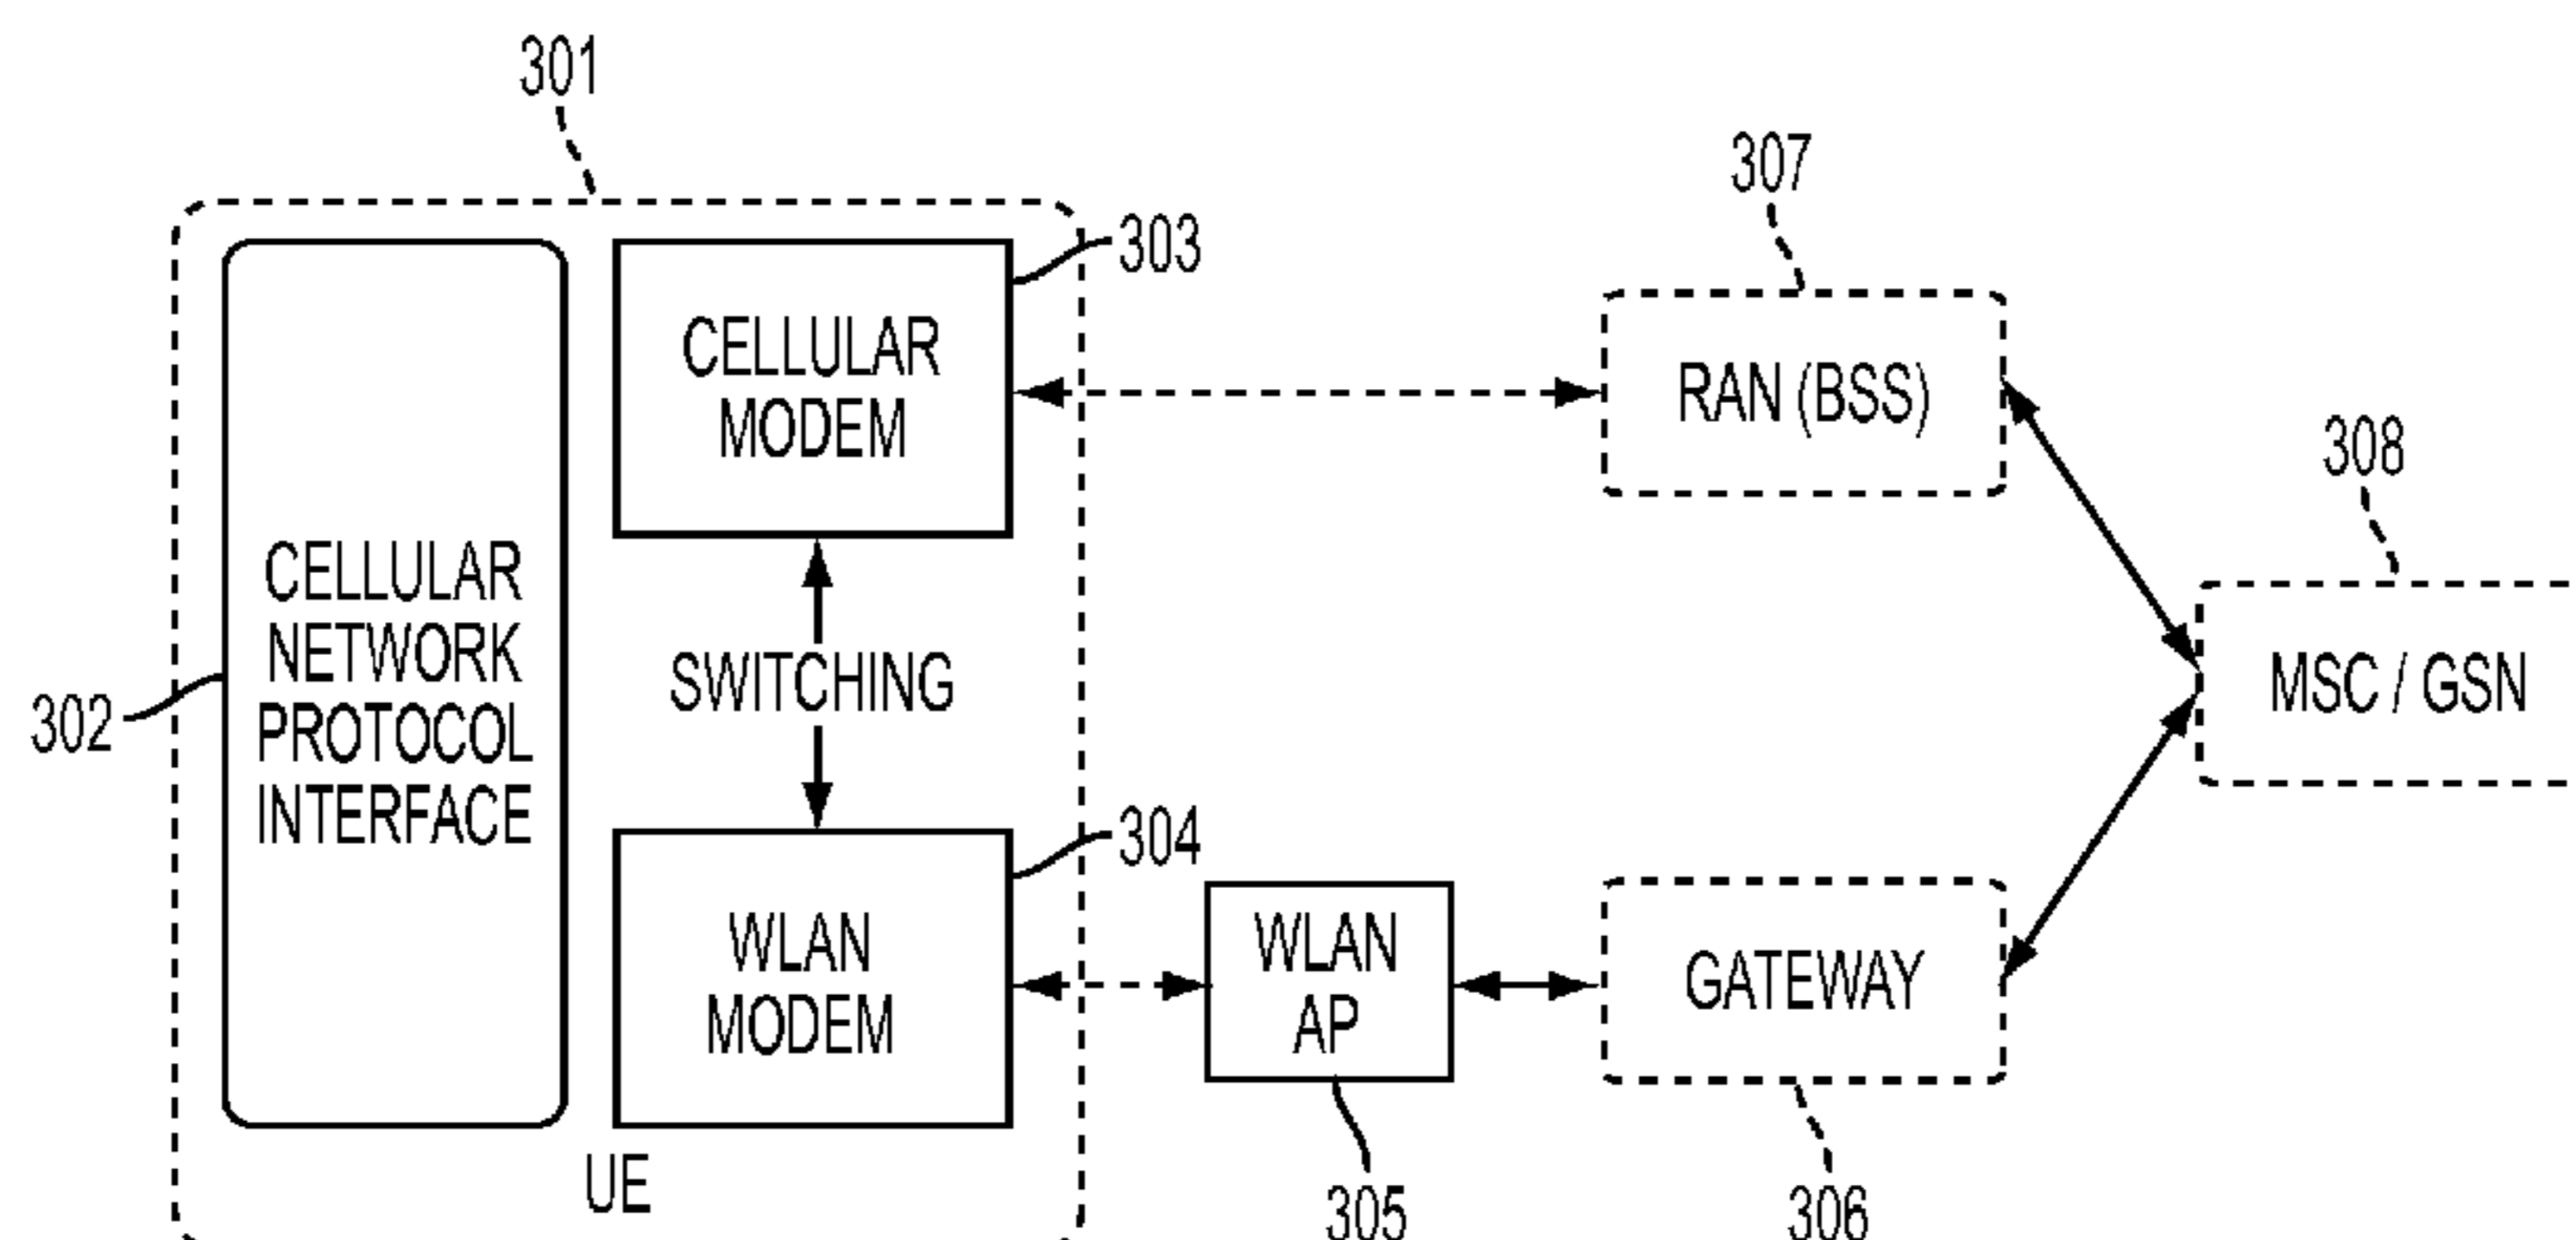 301
307
303
CELLULAR
MODEM
RAN (BSS)
308
CELLULAR
NETWORK
PROTOCOL
INTERFACE
SWITCHING
MSC / GSN
302
304
WLAN
MODEM
WLAN
AP
GATEWAY
UE
305
306